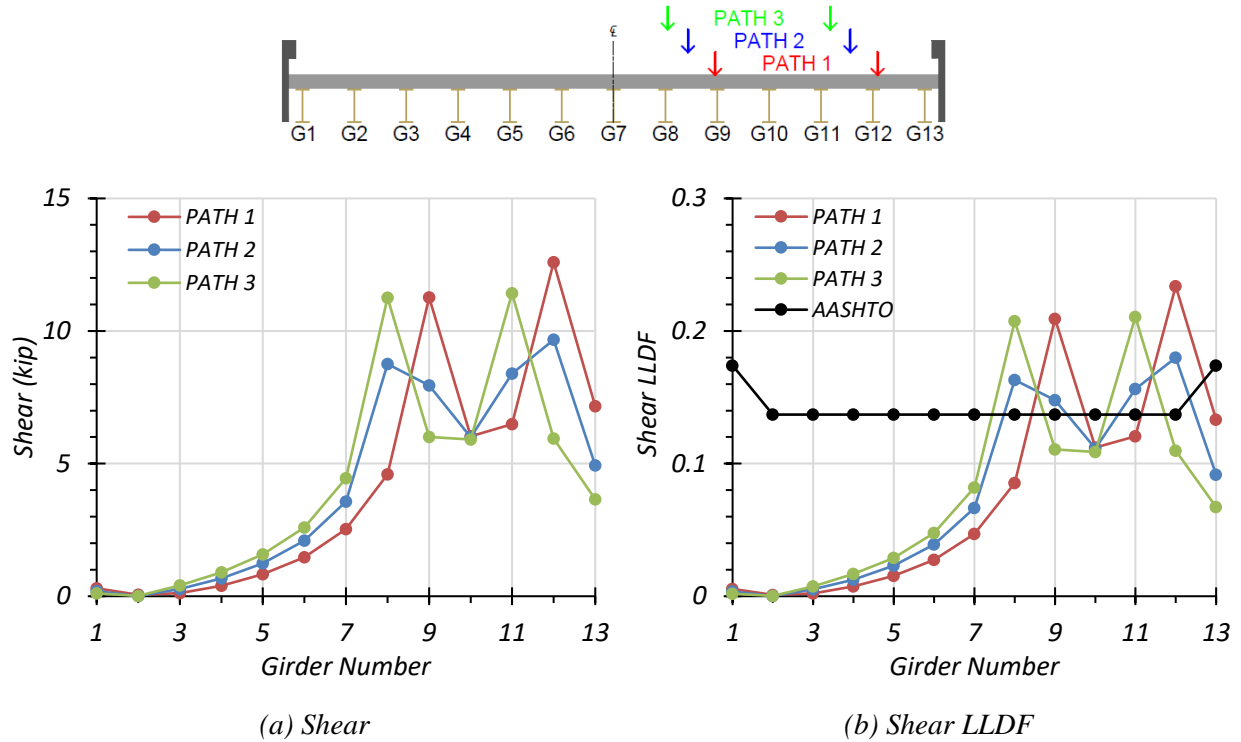 PATH 3
PATH 2
PATH 1
℄
G1 G2 G3 G4 G5 G6 G7 G8 G9 G10 G11 G12 G13
15
10
5
0
Shear (kip)
PATH 1
PATH 2
PATH 3
1 3 5 7 9 11 13
Girder Number
(a) Shear
0.3
0.2
0.1
0
Shear LLDF
PATH 1
PATH 2
PATH 3
AASHTO
1 3 5 7 9 11 13
Girder Number
(b) Shear LLDF